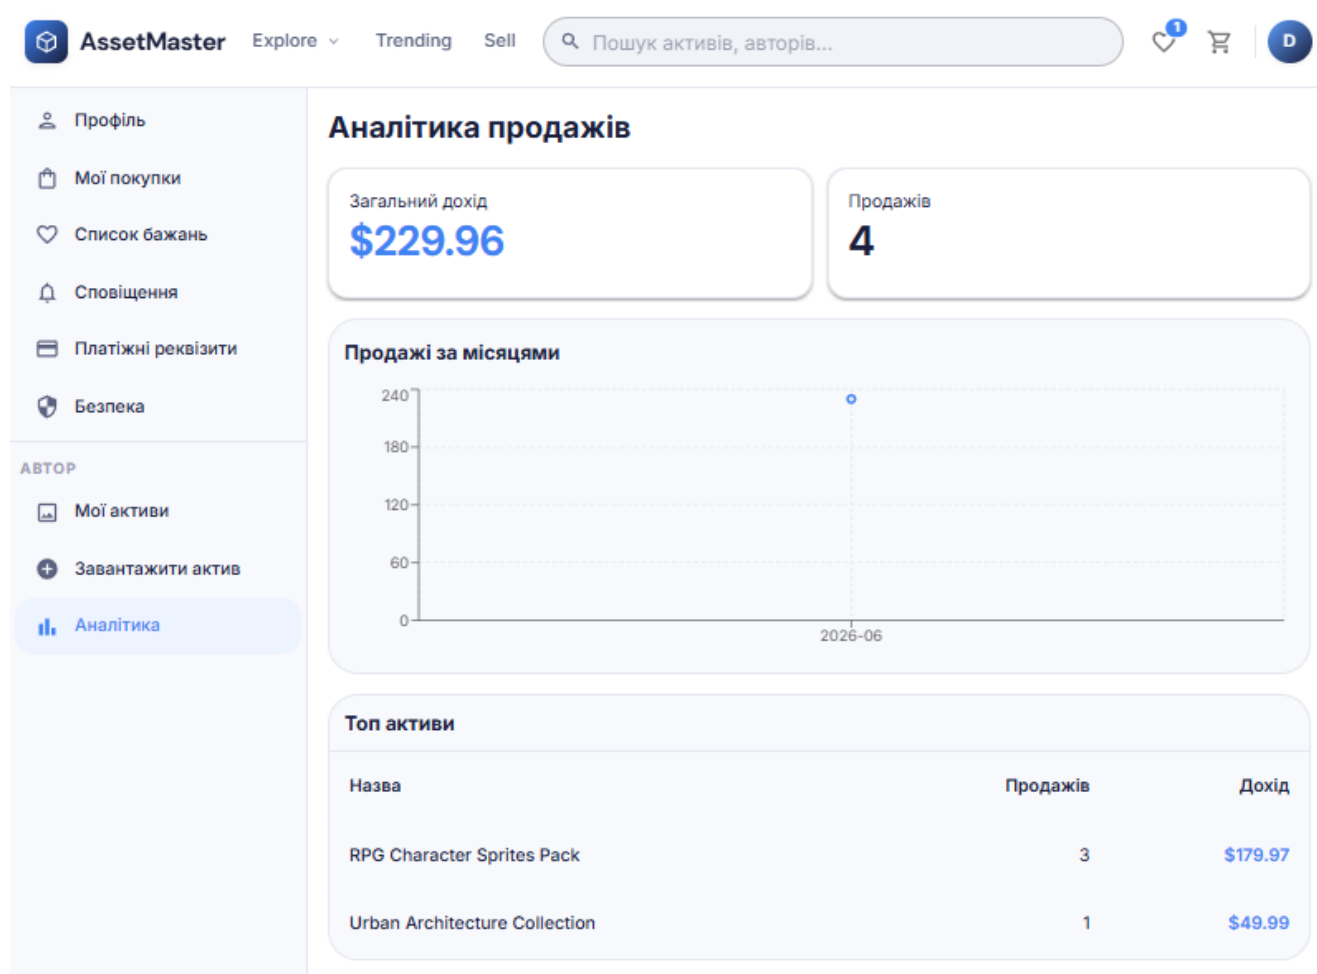 AssetMaster Explore Trending Sell Пошук активів, авторів... 1 D
Профіль
Мої покупки
Список бажань
Сповіщення
Платіжні реквізити
Безпека
АВТОР
Мої активи
Завантажити актив
Аналітика
Аналітика продажів
Загальний дохід
$229.96
Продажів
4
Продажі за місяцями
240
180
120
60
0
2026-06
Топ активи
Назва Продажів Дохід
RPG Character Sprites Pack 3 $179.97
Urban Architecture Collection 1 $49.99